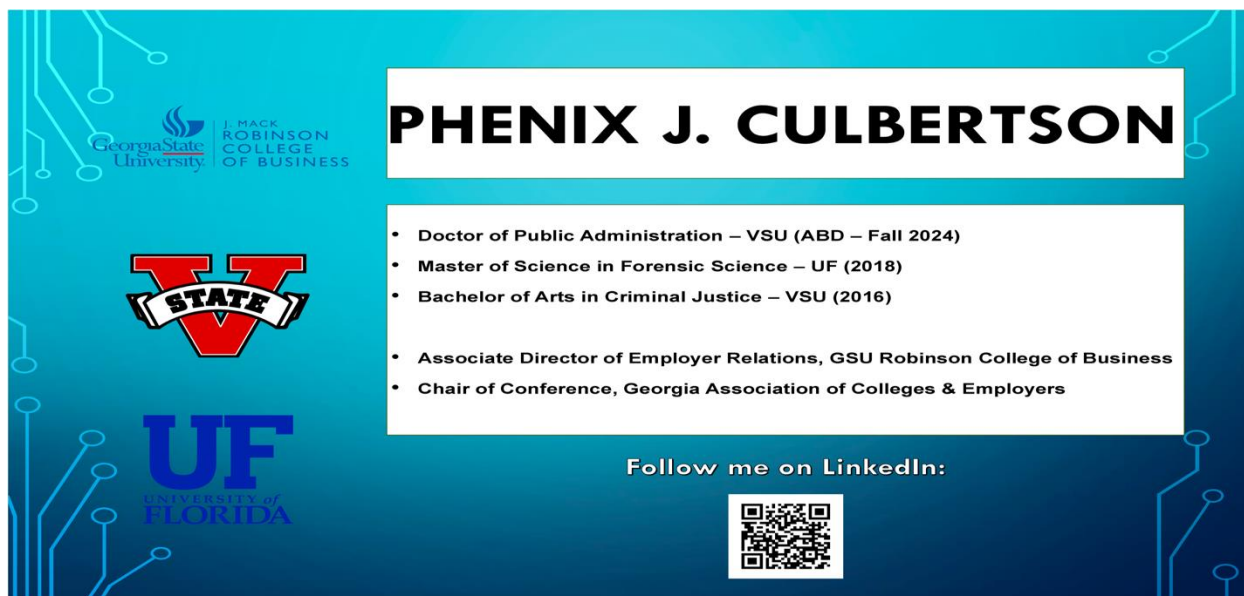 GeorgiaState
University
J. MACK
ROBINSON
COLLEGE
OF BUSINESS
PHENIX J. CULBERTSON
• Doctor of Public Administration – VSU (ABD – Fall 2024)
• Master of Science in Forensic Science – UF (2018)
• Bachelor of Arts in Criminal Justice – VSU (2016)
• Associate Director of Employer Relations, GSU Robinson College of Business
• Chair of Conference, Georgia Association of Colleges & Employers
V
STATE
UF
UNIVERSITY of
FLORIDA
Follow me on LinkedIn: